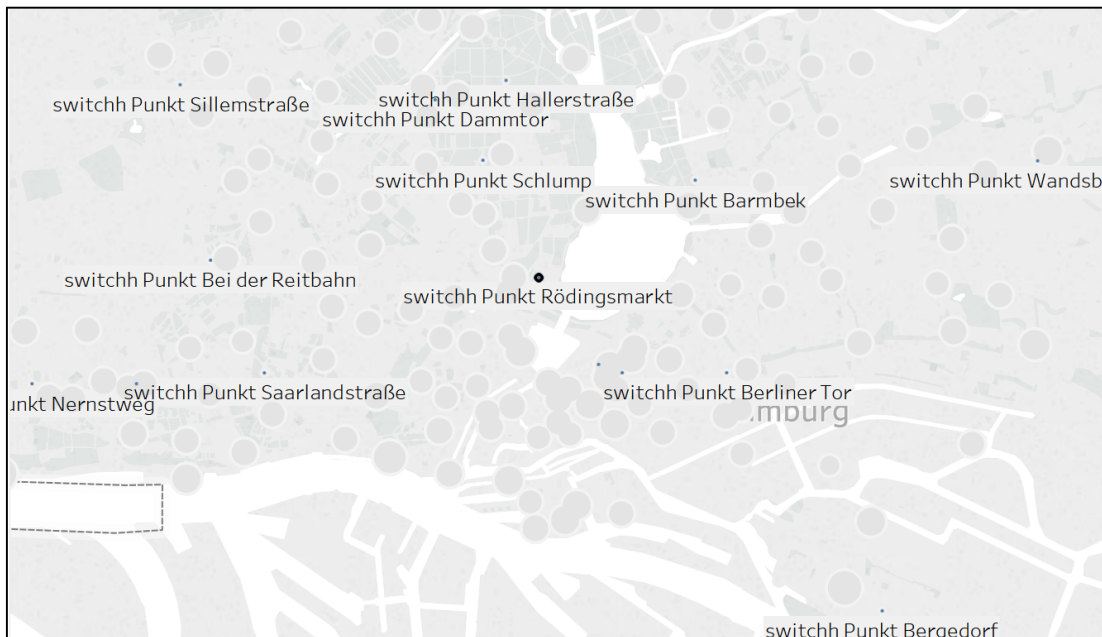 switchh Punkt Sillemstraße
switchh Punkt Hallerstraße
switchh Punkt Dammtor
switchh Punkt Schlump
switchh Punkt Wandsb
switchh Punkt Barmbek
switchh Punkt Bei der Reitbahn
switchh Punkt Rödingsmarkt
switchh Punkt Saarlandstraße
switchh Punkt Berliner Tor
unkt Nernstweg
mburg
switchh Punkt Bergedorf